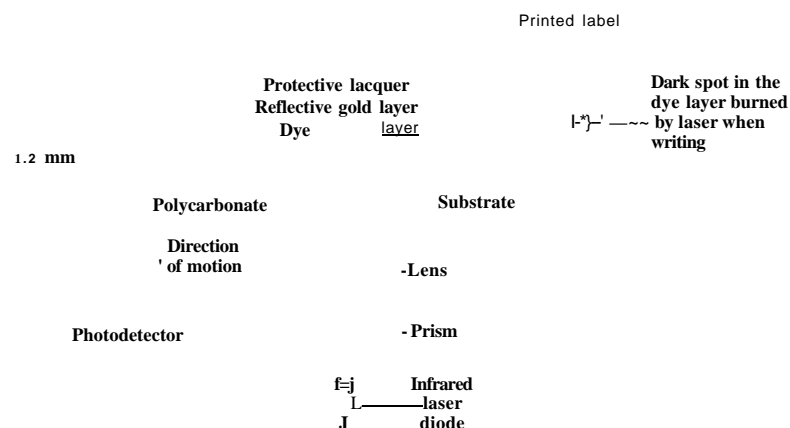 Printed label
Protective lacquer
Reflective gold layer
Dye layer
Dark spot in the
dye layer burned
l-*}–' —~~ by laser when
writing
1.2 mm
Polycarbonate
Substrate
Direction
' of motion
-Lens
Photodetector
- Prism
f=j Infrared
L———laser
J diode